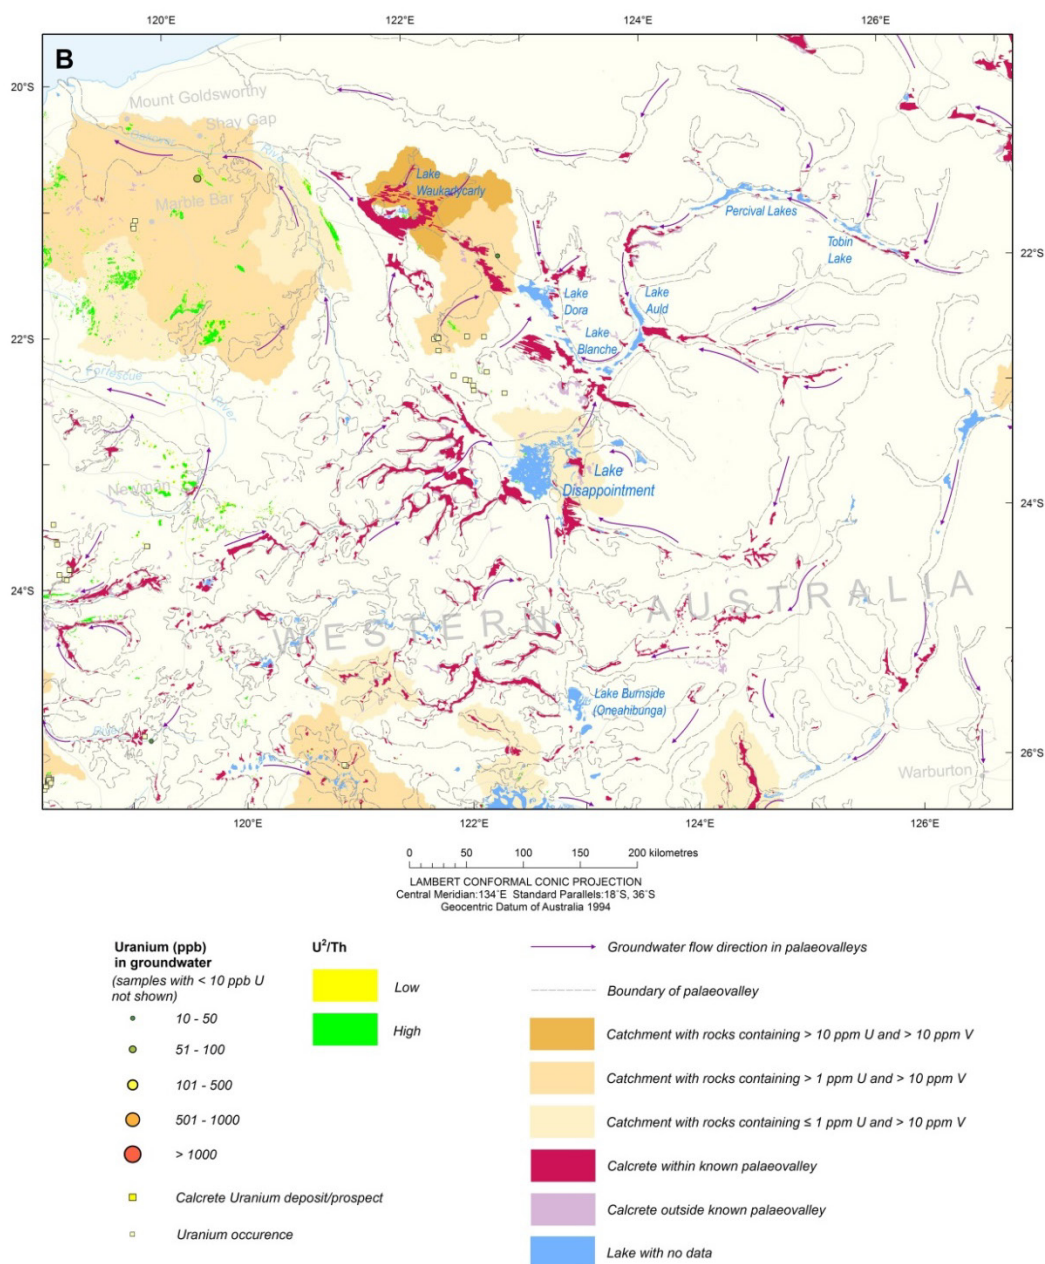 120°E 122°E 124°E 126°E
B
20°S
Mount Goldsworthy
Shay Gap
River
Lake
Waukarlycarly
Marble Bar
Percival Lakes
Tobin
Lake
22°S
Lake
Dora
Lake
Auld
Lake
Blanche
22°S
Fortescue
River
Newman
Lake
Disappointment
24°S
24°S
WESTERN AUSTRALIA
Lake Burnside
(Oneahibunga)
26°S
Warburton
120°E 122°E 124°E 126°E
0 50 100 150 200 kilometres
LAMBERT CONFORMAL CONIC PROJECTION
Central Meridian:134°E Standard Parallels:18°S, 36°S
Geocentric Datum of Australia 1994
Uranium (ppb)
in groundwater
(samples with < 10 ppb U
not shown)
10 - 50
51 - 100
101 - 500
501 - 1000
> 1000
Calcrete Uranium deposit/prospect
Uranium occurence
U²/Th
Low
High
Groundwater flow direction in palaeovalleys
Boundary of palaeovalley
Catchment with rocks containing > 10 ppm U and > 10 ppm V
Catchment with rocks containing > 1 ppm U and > 10 ppm V
Catchment with rocks containing ≤ 1 ppm U and > 10 ppm V
Calcrete within known palaeovalley
Calcrete outside known palaeovalley
Lake with no data